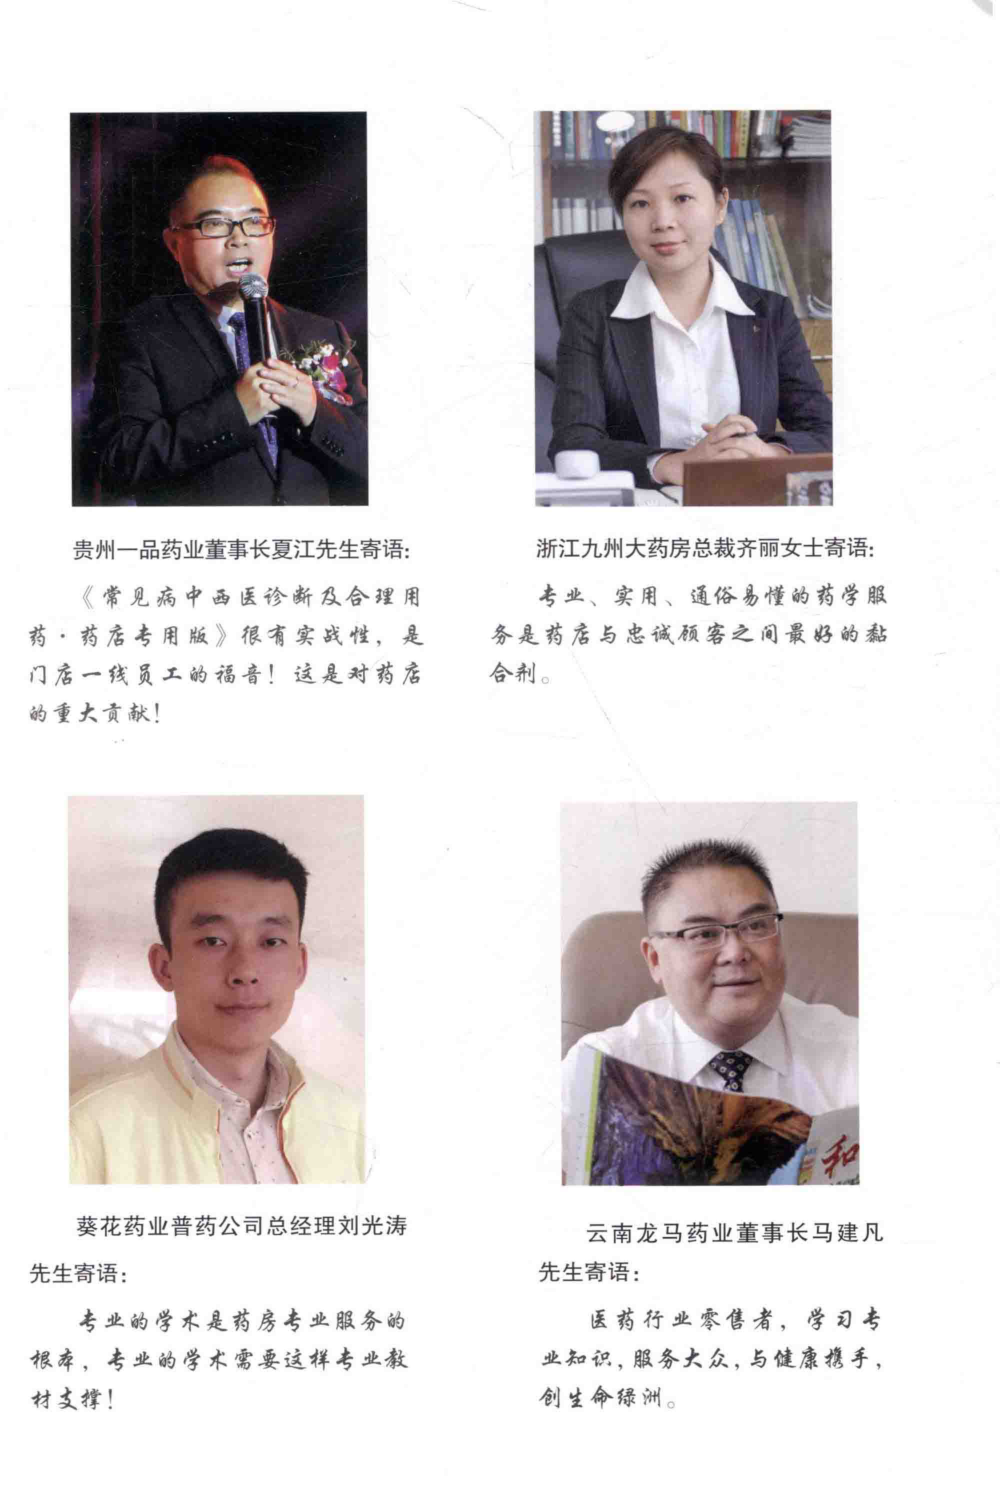 贵州一品药业董事长夏江先生寄语:
《常见病中西医诊断及合理用
药·药店专用版》很有实战性，是
门店一线员工的福音！这是对药店
的重大贡献！
浙江九州大药房总裁齐丽女士寄语:
专业、实用、通俗易懂的药学服
务是药店与忠诚顾客之间最好的黏
合剂。
葵花药业普药公司总经理刘光涛
先生寄语:
专业的学术是药房专业服务的
根本，专业的学术需要这样专业教
材支撑！
和
云南龙马药业董事长马建凡
先生寄语:
医药行业零售者，学习专
业知识，服务大众，与健康携手，
创生命绿洲。